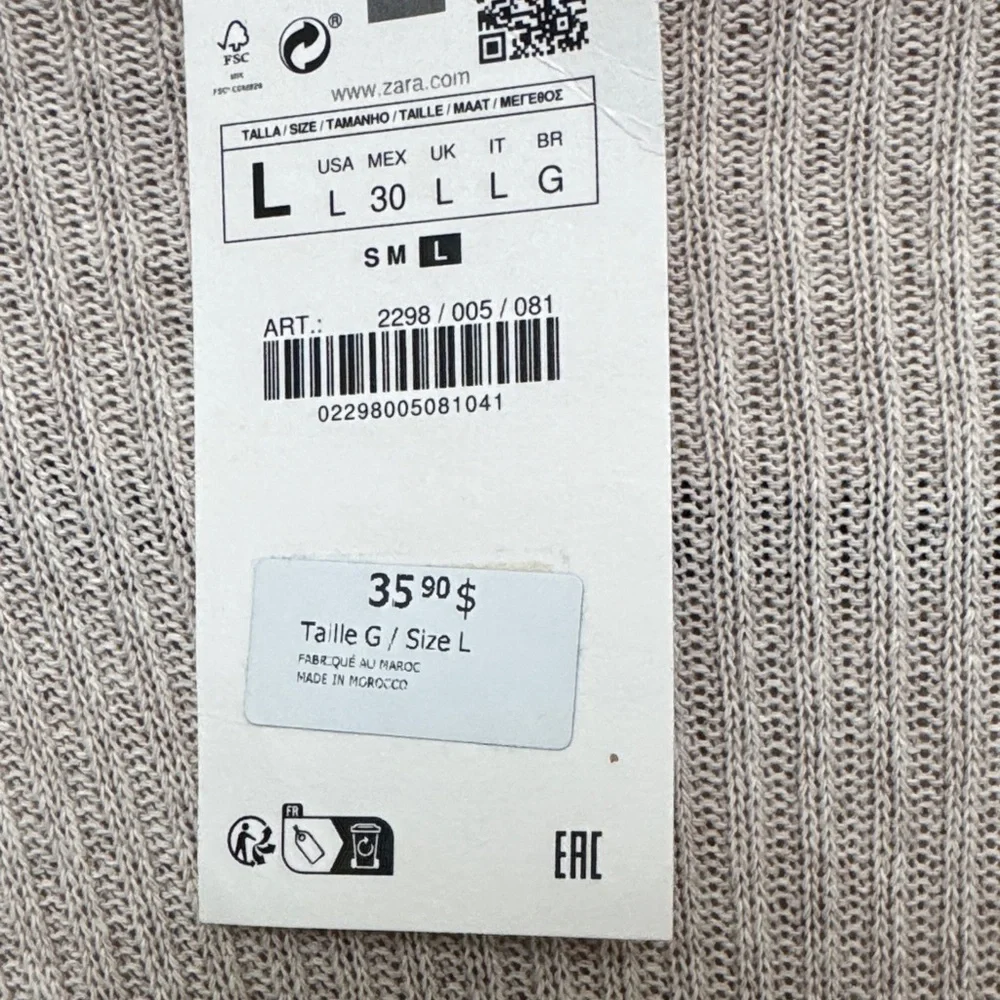 FSC
MIX
®
www.zara.com
TALLA / SIZE / TAMANHO / TAILLE / MAAT / ΜΕΓΕΘΟΣ
L
USA MEX UK IT BR
L 30 L L G
S M L
ART.: 2298 / 005 / 081
02298005081041
35 90 $
Taille G / Size L
FABRIQUÉ AU MAROC
MADE IN MOROCCO
FR
EAC